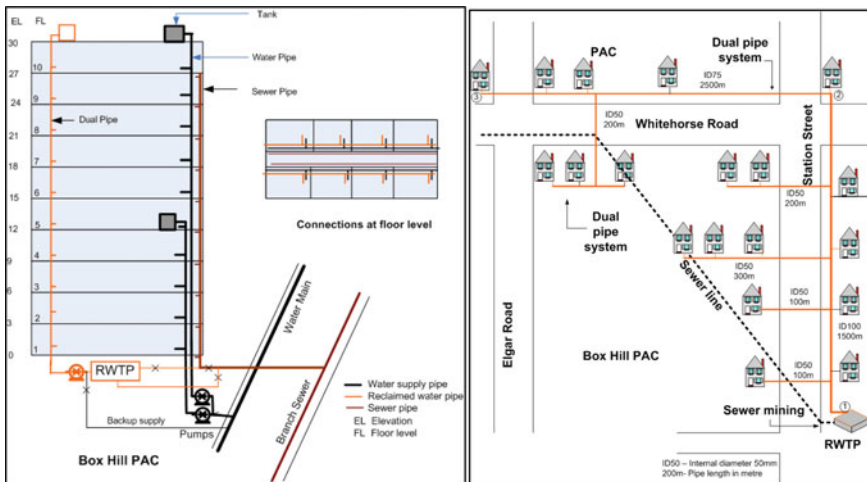 EL
FL
Tank
30
Water Pipe
10
27
Sewer Pipe
9
24
Dual Pipe
8
21
7
18
6
15
5
12
Connections at floor level
4
9
3
6
2
3
1
0
Water Main
RWTP
Branch Sewer
Water supply pipe
Reclaimed water pipe
Sewer pipe
EL Elevation
FL Floor level
Backup supply
Pumps
Box Hill PAC
PAC
Dual pipe
system
ID75
2500m
3
2
ID50
200m
Whitehorse Road
Station Street
Dual
pipe
system
ID50
200m
Sewer line
ID50
300m
ID50
100m
ID100
1500m
Elgar Road
Box Hill PAC
ID50
100m
1
Sewer mining
RWTP
ID50 – Internal diameter 50mm
200m- Pipe length in metre